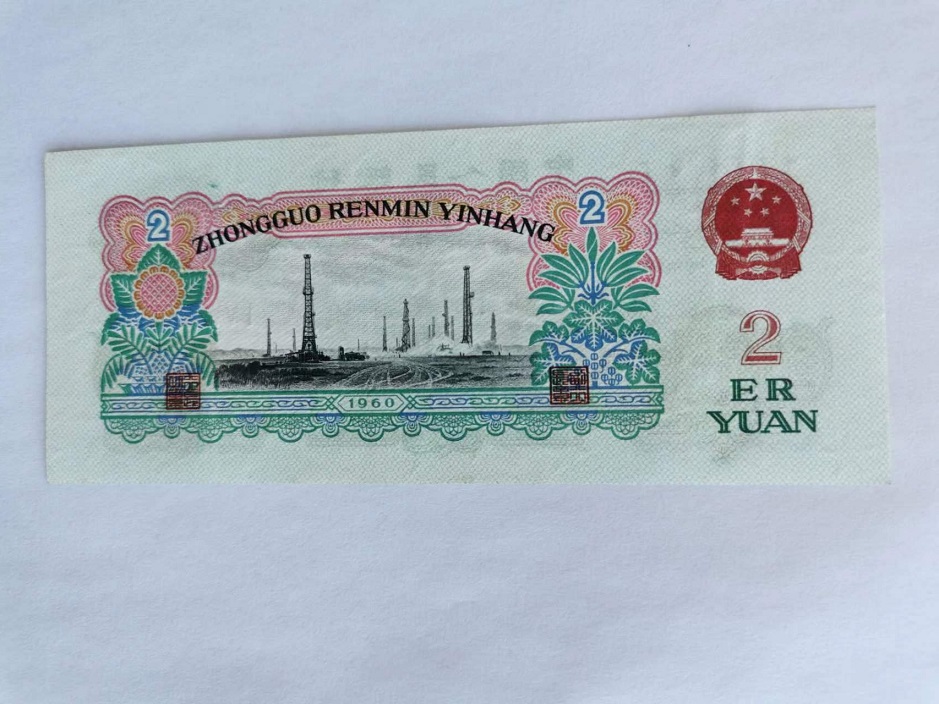 ZHONGGUO RENMIN YINHANG
2
2
1960
2
ER
YUAN